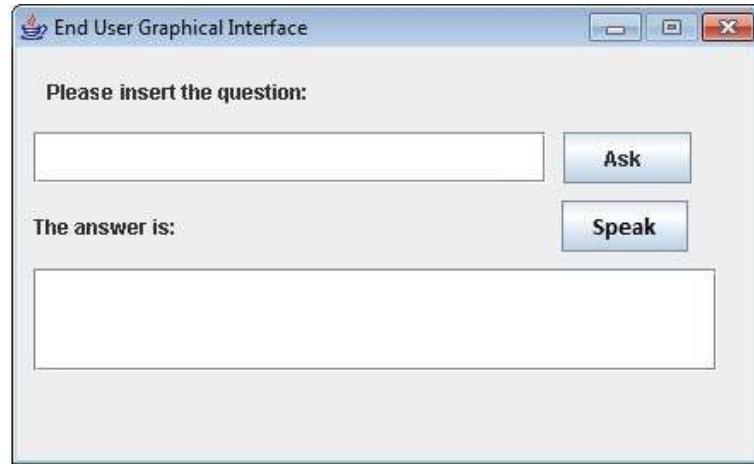 End User Graphical Interface
Please insert the question:
Ask
The answer is:
Speak